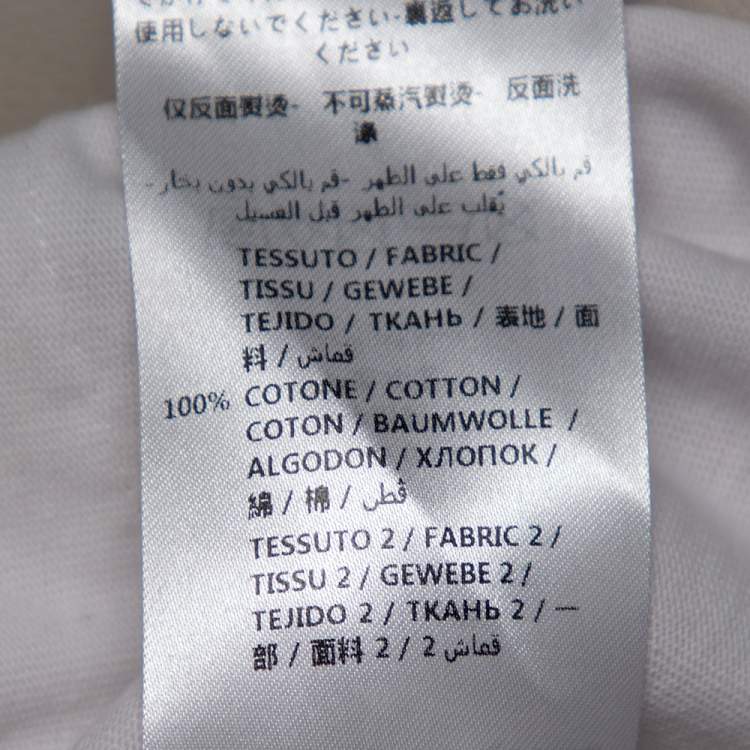 使用しないでください-裏返してお洗い
ください
仅反面熨烫- 不可蒸汽熨烫- 反面洗
涤
قم بالكي فقط على الظهر -قم بالكي بدون بخار-
يُقلب على الظهر قبل الغسيل
TESSUTO / FABRIC /
TISSU / GEWEBE /
TEJIDO / ТКАНЬ / 表地 / 面
料 / قماش
100% COTONE / COTTON /
COTON / BAUMWOLLE /
ALGODON / ХЛОПОК /
綿 / 棉 / قطن
TESSUTO 2 / FABRIC 2 /
TISSU 2 / GEWEBE 2 /
TEJIDO 2 / ТКАНЬ 2 / 一
部 / 面料 2 / قماش 2